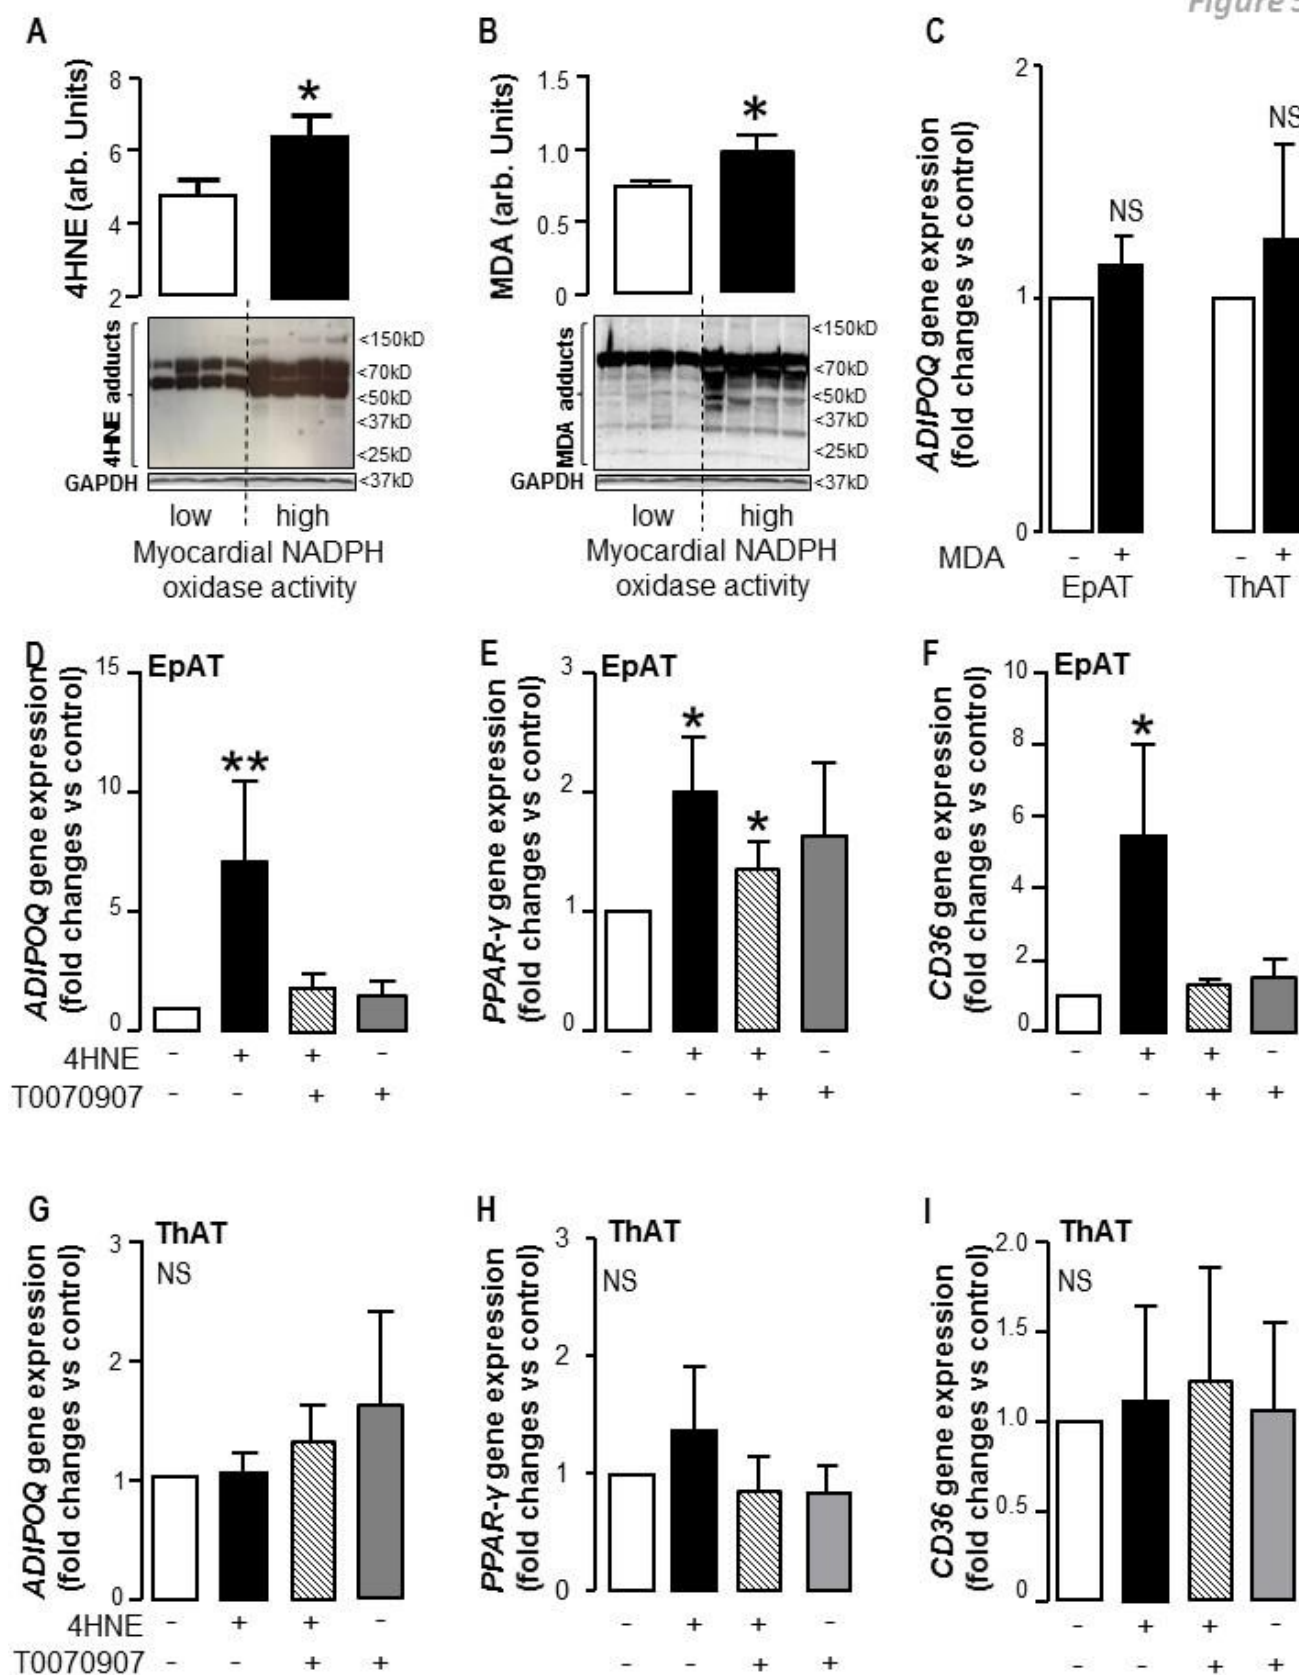 Figure 5
A
4HNE (arb. Units)
8
6
4
2
*
4HNE adducts
<150kD
<70kD
<50kD
<37kD
<25kD
GAPDH
<37kD
low high
Myocardial NADPH
oxidase activity
B
MDA (arb. Units)
1.5
1.0
0.5
0
*
MDA adducts
<150kD
<70kD
<50kD
<37kD
<25kD
GAPDH
<37kD
low high
Myocardial NADPH
oxidase activity
C
ADIPOQ gene expression
(fold changes vs control)
2
1
0
NS
NS
MDA - + - +
EpAT ThAT
D
EpAT
ADIPOQ gene expression
(fold changes vs control)
15
10
5
0
**
4HNE - + + -
T0070907 - - + +
E
EpAT
PPAR-γ gene expression
(fold changes vs control)
3
2
1
0
*
*
- + + -
- - + +
F
EpAT
CD36 gene expression
(fold changes vs control)
10
8
6
4
2
0
*
- + + -
- - + +
G
ThAT
NS
ADIPOQ gene expression
(fold changes vs control)
3
2
1
0
4HNE - + + -
T0070907 - - + +
H
ThAT
NS
PPAR-γ gene expression
(fold changes vs control)
3
2
1
0
- + + -
- - + +
I
ThAT
NS
CD36 gene expression
(fold changes vs control)
2.0
1.5
1.0
0.5
0
- + + -
- - + +